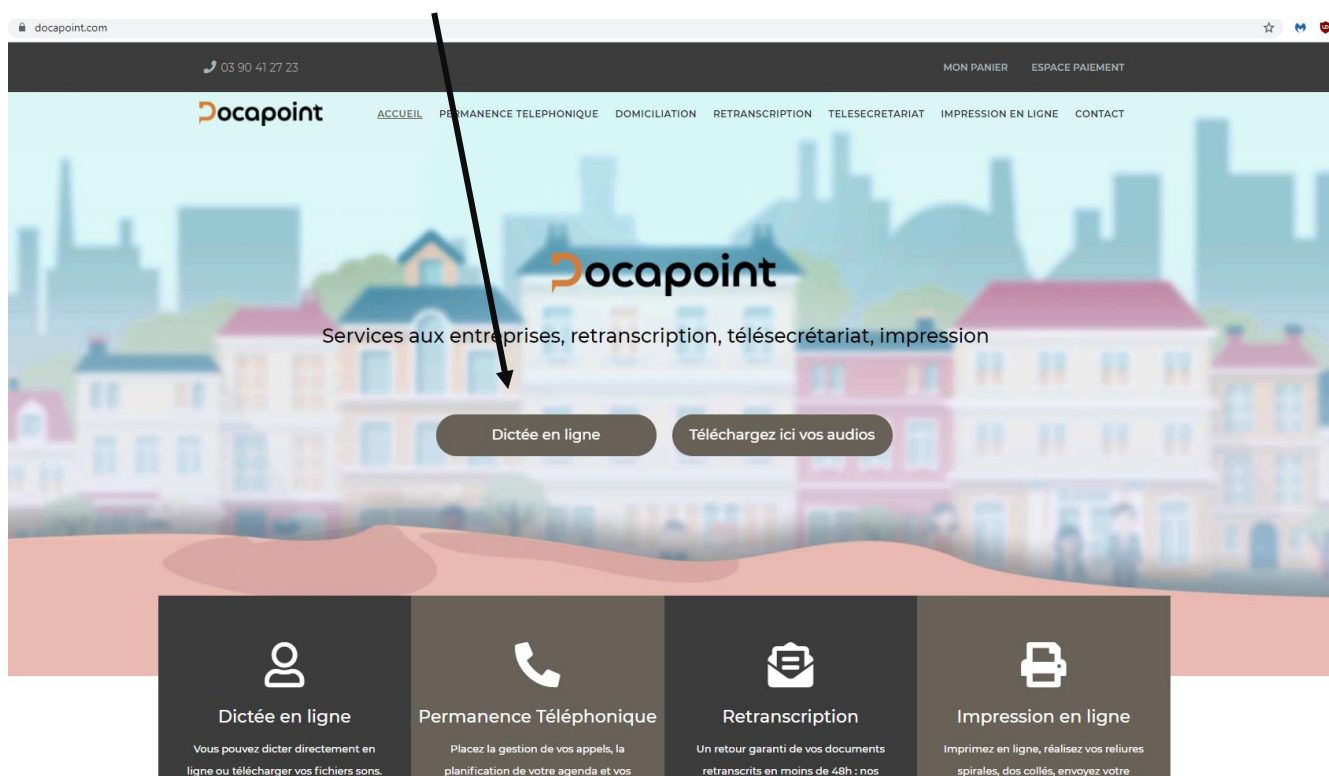 docapoint.com
03 90 41 27 23
MON PANIER ESPACE PAIEMENT
Docapoint
ACCUEIL PERMANENCE TELEPHONIQUE DOMICILIATION RETRANSCRIPTION TELESECRETARIAT IMPRESSION EN LIGNE CONTACT
Docapoint
Services aux entreprises, retranscription, télésecrétariat, impression
Dictée en ligne Téléchargez ici vos audios
Dictée en ligne
Vous pouvez dicter directement en
ligne ou télécharger vos fichiers sons.
Permanence Téléphonique
Placez la gestion de vos appels, la
planification de votre agenda et vos
Retranscription
Un retour garanti de vos documents
retranscrits en moins de 48h : nos
Impression en ligne
Imprimez en ligne, réalisez vos reliures
spirales, dos collés, envoyez votre